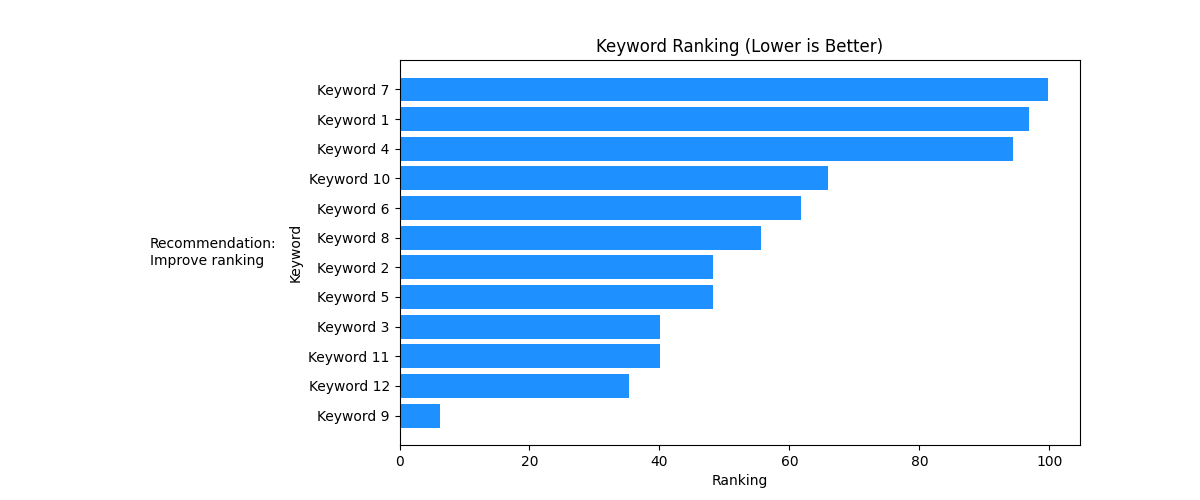 Keyword Ranking (Lower is Better)
Keyword 7
Keyword 1
Keyword 4
Keyword 10
Keyword 6
Keyword 8
Keyword 2
Keyword 5
Keyword 3
Keyword 11
Keyword 12
Keyword 9
Keyword
Recommendation:
Improve ranking
0 20 40 60 80 100
Ranking